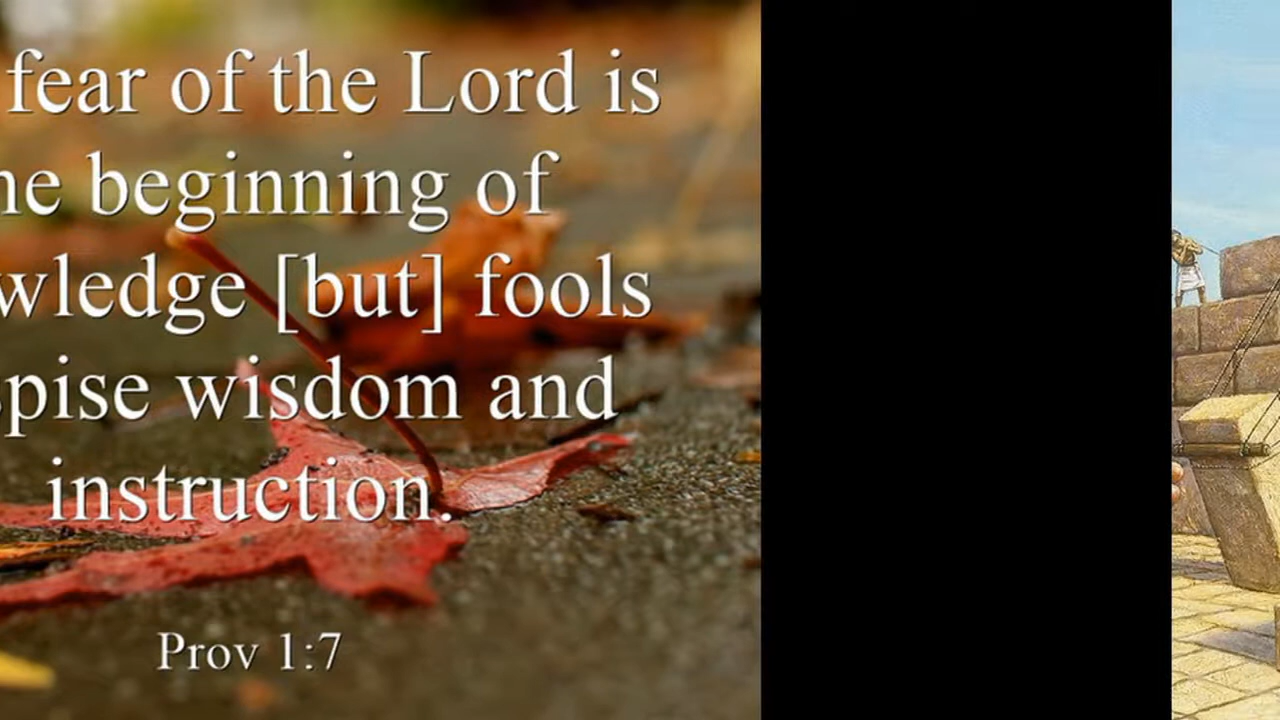 fear of the Lord is
he beginning of
wledge [but] fools
spise wisdom and
instruction.
Prov 1:7